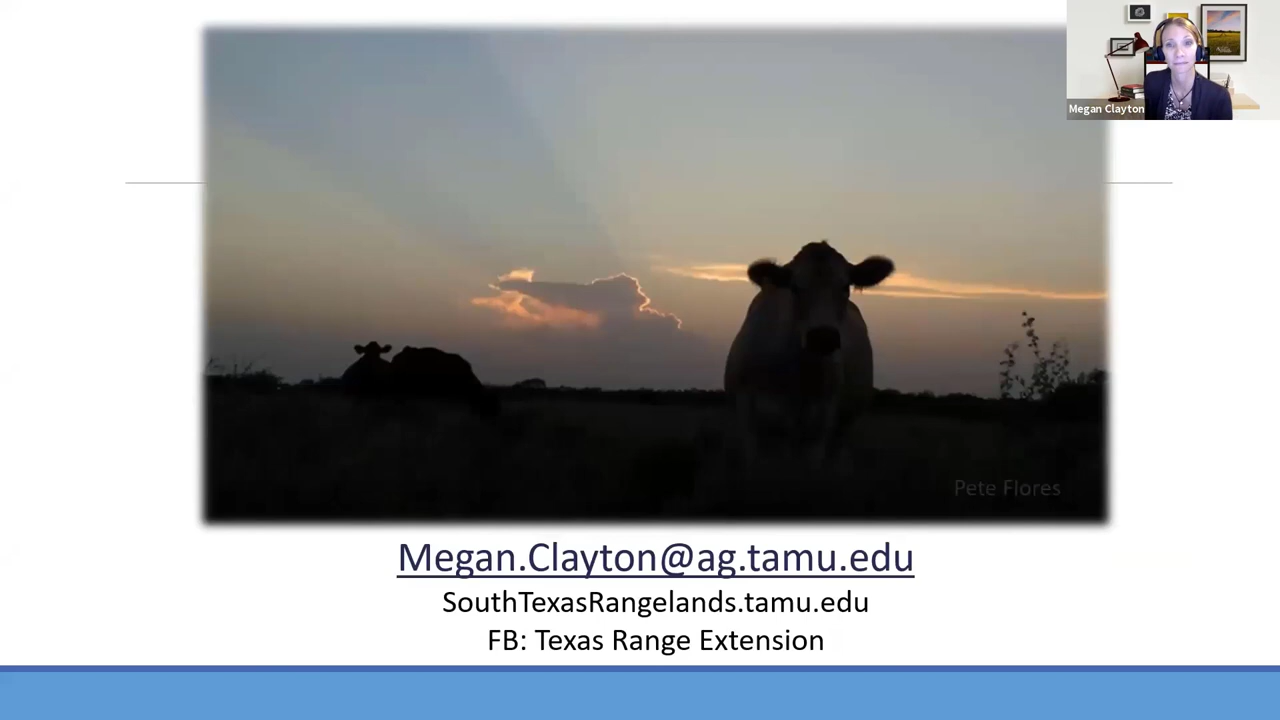 Megan Clayton
Pete Flores
Megan.Clayton@ag.tamu.edu
SouthTexasRangelands.tamu.edu
FB: Texas Range Extension